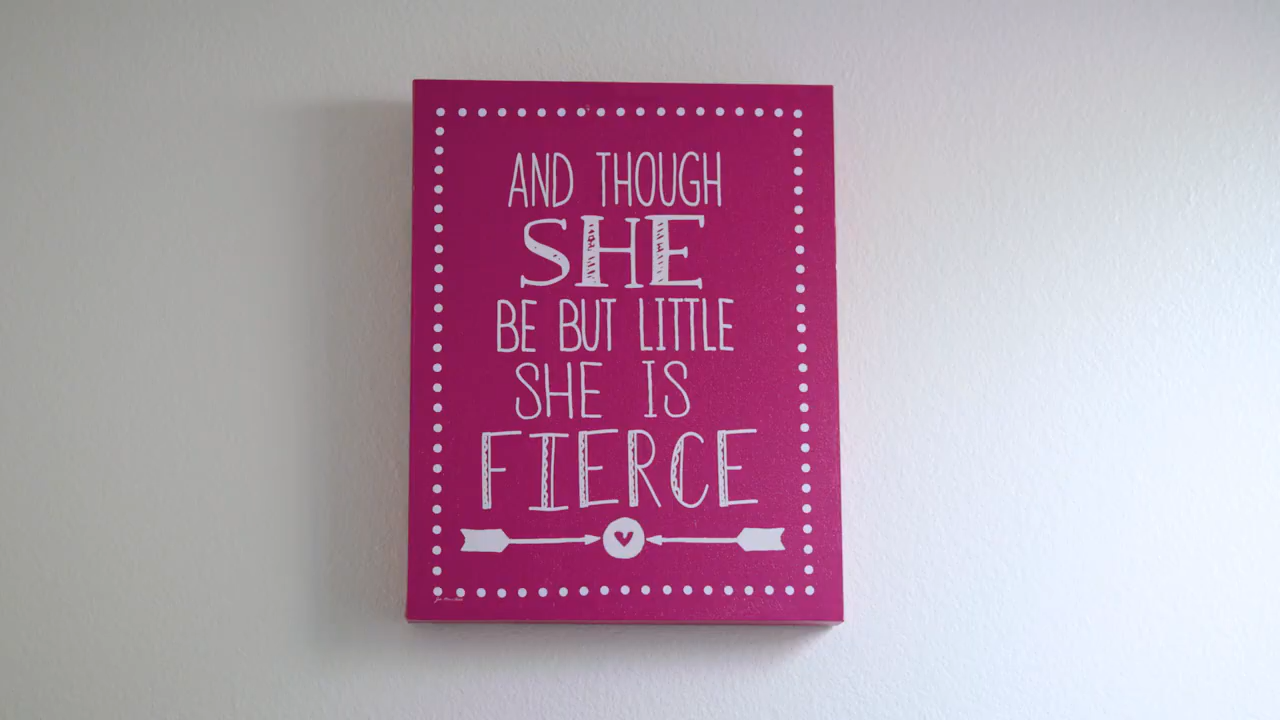 AND THOUGH
SHE
BE BUT LITTLE
SHE IS
FIERCE